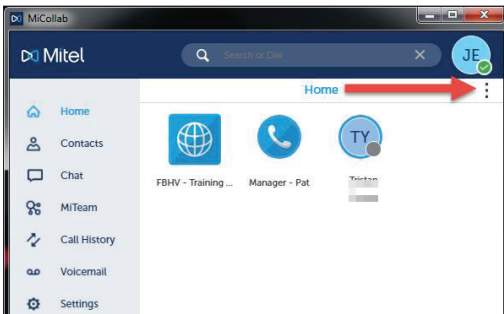 MiCollab
Mitel
Search or Dial
JE
Home
Home
Contacts
Chat
MiTeam
Call History
Voicemail
Settings
FBHV - Training ...
Manager - Pat
TY
Tristan